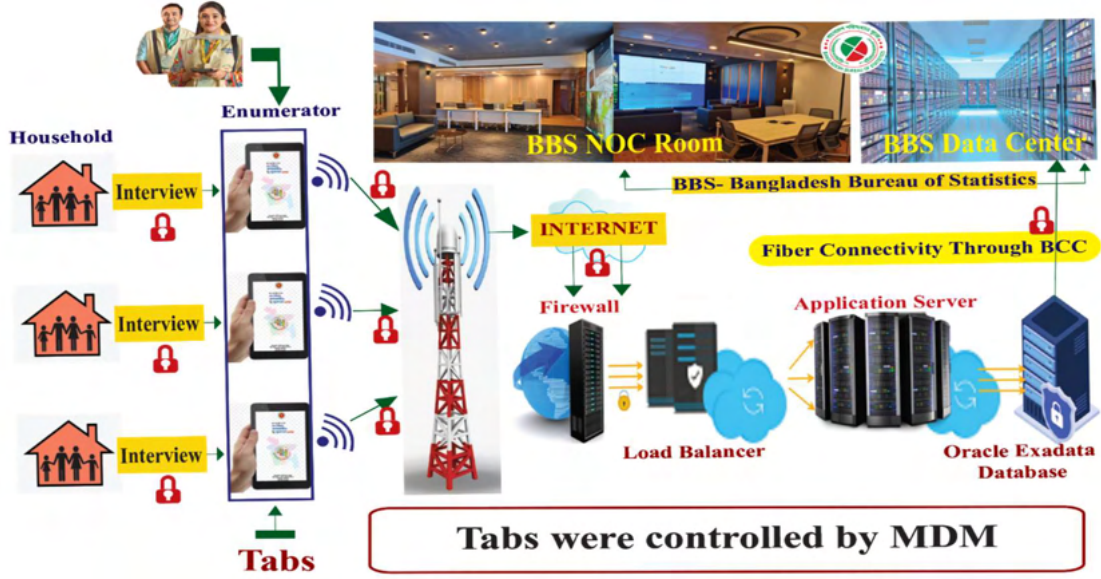 Enumerator
Household
Interview
Interview
Interview
Tabs
BBS NOC Room
BBS Data Center
BBS- Bangladesh Bureau of Statistics
INTERNET
Fiber Connectivity Through BCC
Firewall
Application Server
Load Balancer
Oracle Exadata
Database
Tabs were controlled by MDM